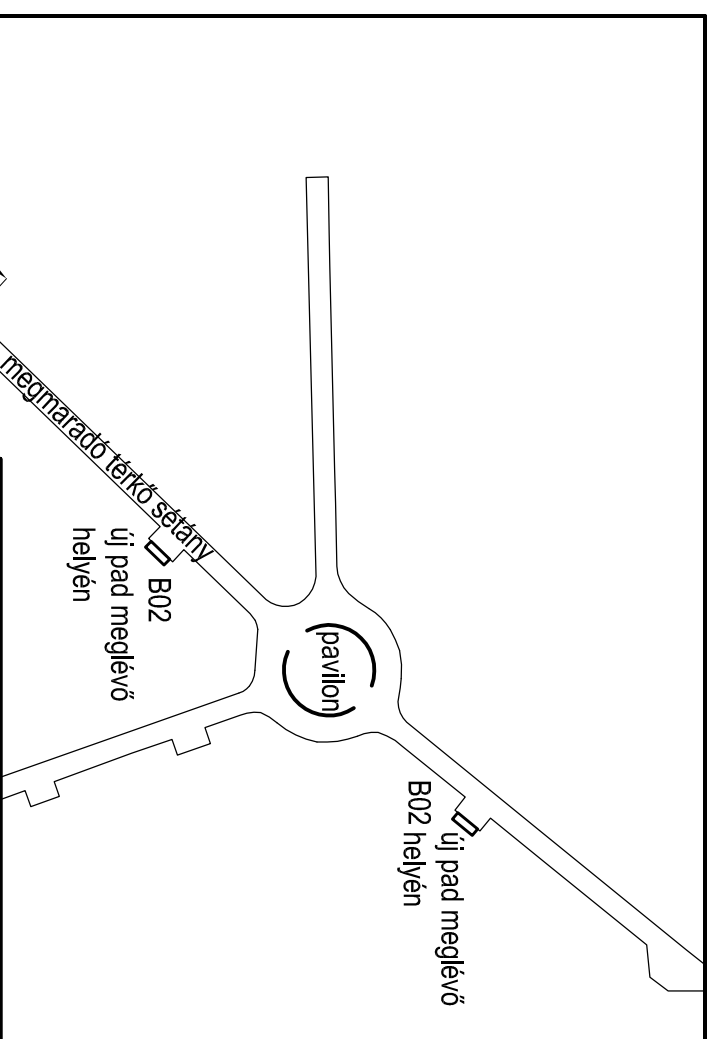 megmaradó térkő sétány
B02
új pad meglévő
helyén
pavilon
új pad meglévő
B02 helyén